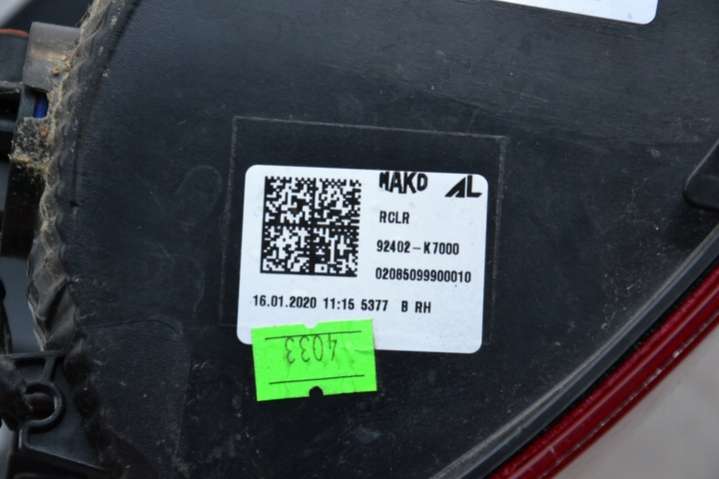 MAKO AL
RCLR
92402-K7000
02085099900010
16.01.2020 11:15 5377 B RH
4033